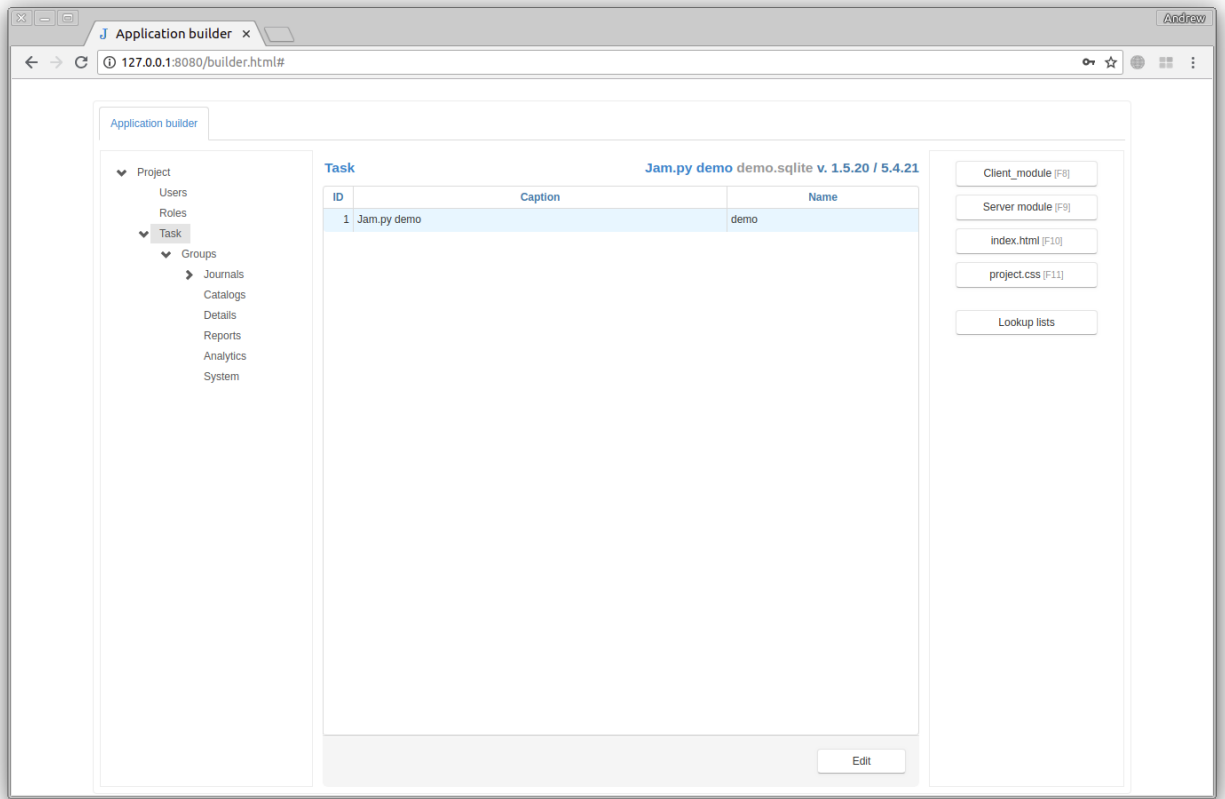 Andrew
J Application builder ×
127.0.0.1:8080/builder.html#
Application builder
Project
Users
Roles
Task
Groups
Journals
Catalogs
Details
Reports
Analytics
System
Task
Jam.py demo demo.sqlite v. 1.5.20 / 5.4.21
ID Caption Name
1 Jam.py demo demo
Edit
Client_module [F8]
Server module [F9]
index.html [F10]
project.css [F11]
Lookup lists